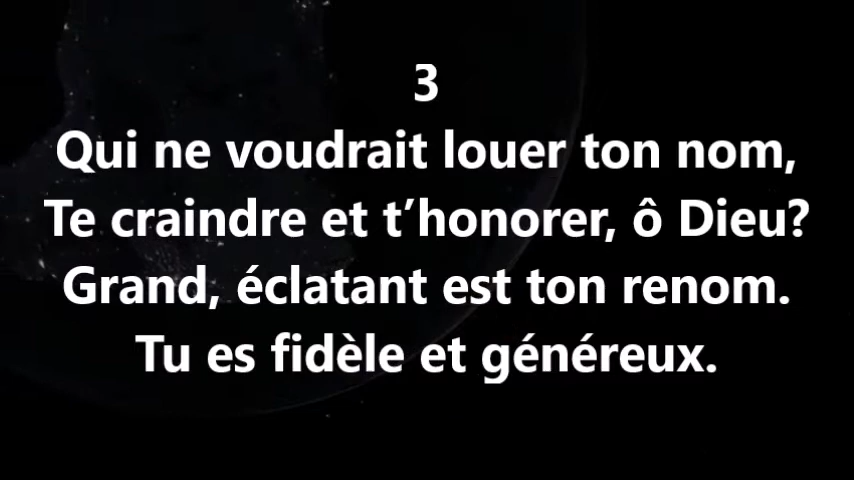 3
Qui ne voudrait louer ton nom,
Te craindre et t’honorer, ô Dieu?
Grand, éclatant est ton renom.
Tu es fidèle et généreux.